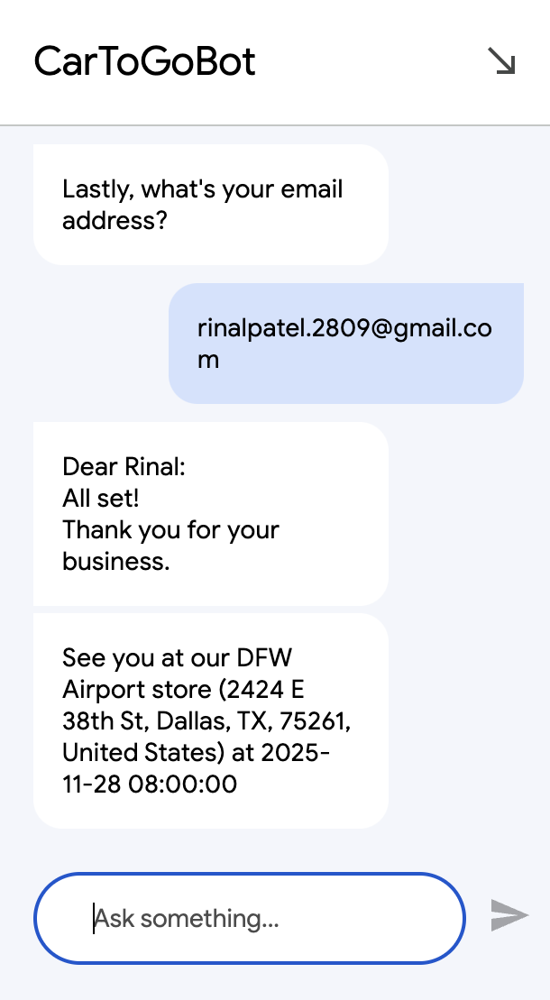 CarToGoBot
Lastly, what's your email
address?
rinalpatel.2809@gmail.co
m
Dear Rinal:
All set!
Thank you for your
business.
See you at our DFW
Airport store (2424 E
38th St, Dallas, TX, 75261,
United States) at 2025-
11-28 08:00:00
Ask something...